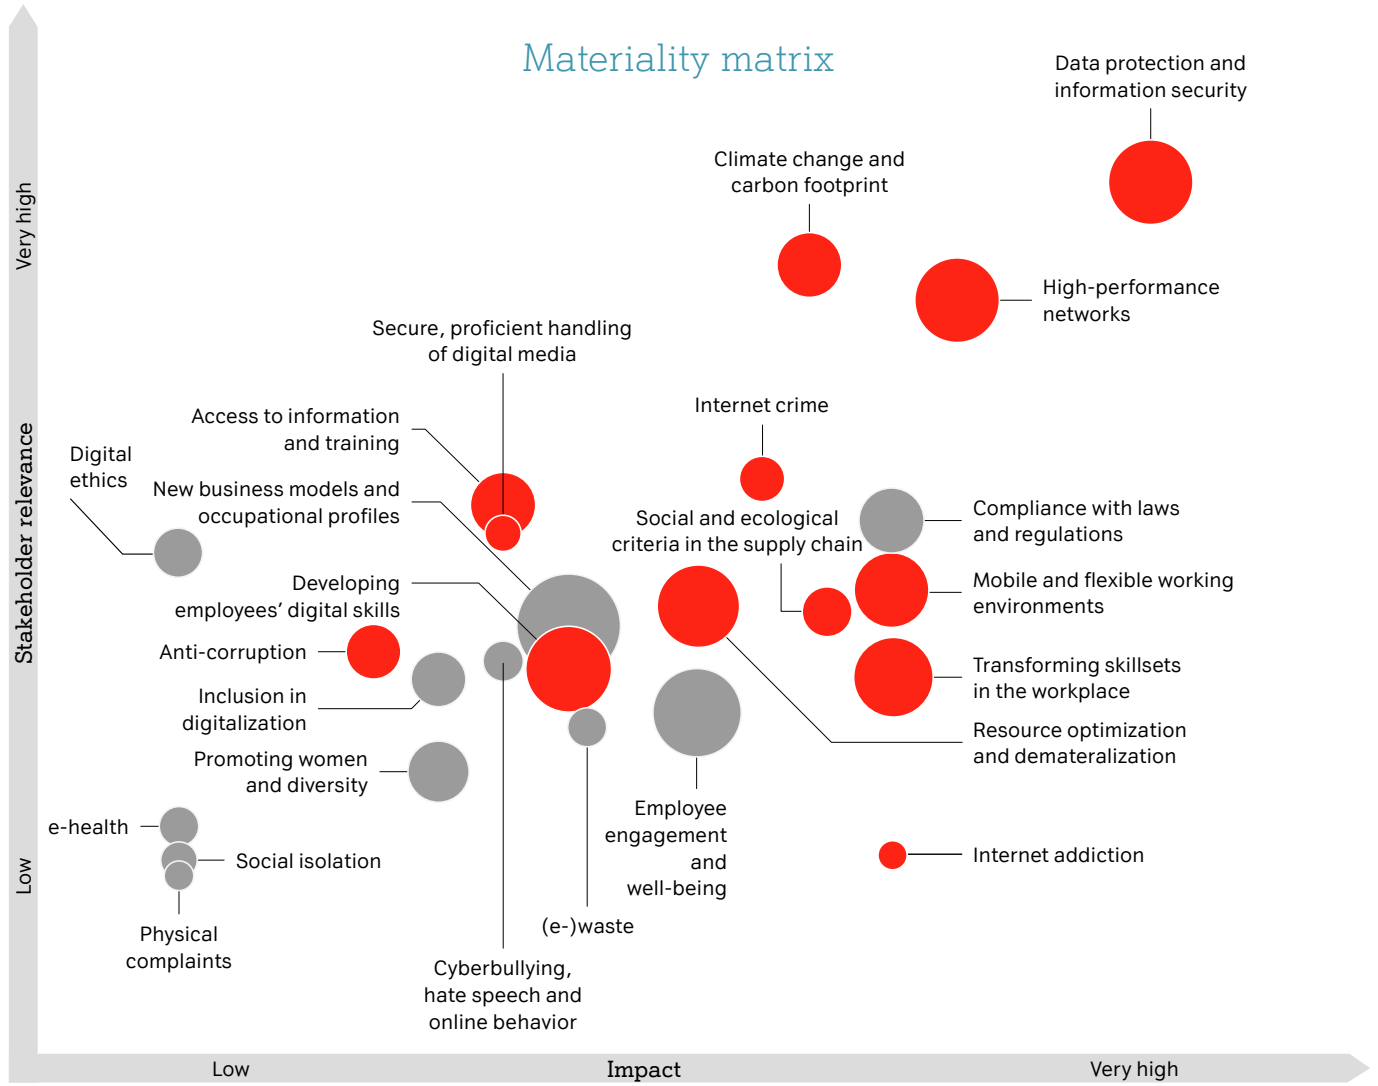 Materiality matrix
Data protection and
information security
Climate change and
carbon footprint
Very high
High-performance
networks
Secure, proficient handling
of digital media
Internet crime
Access to information
and training
Digital
ethics
New business models and
occupational profiles
Social and ecological
criteria in the supply chain
Compliance with laws
and regulations
Stakeholder relevance
Developing
employees’ digital skills
Mobile and flexible working
environments
Anti-corruption
Transforming skillsets
in the workplace
Inclusion in
digitalization
Resource optimization
and demateralization
Promoting women
and diversity
Employee
engagement
and
well-being
e-health
Social isolation
Internet addiction
Low
(e-)waste
Physical
complaints
Cyberbullying,
hate speech and
online behavior
Low
Impact
Very high